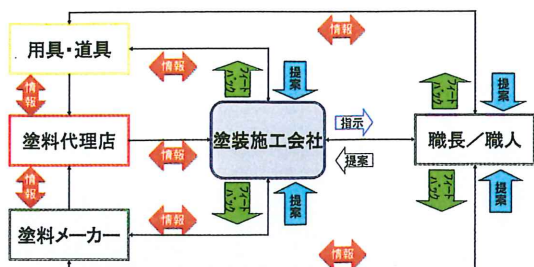 用具・道具
塗料代理店
塗料メーカー
塗装施工会社
職長／職人
情報
情報
情報
情報
情報
情報
情報
フィードバック
提案
フィードバック
提案
指示
提案
フィードバック
提案
フィードバック
提案